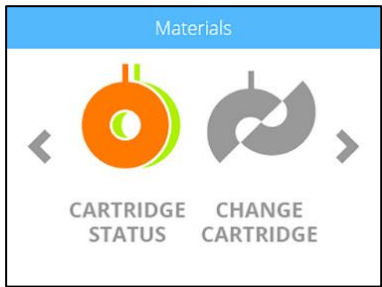 Materials
CARTRIDGE
STATUS
CHANGE
CARTRIDGE